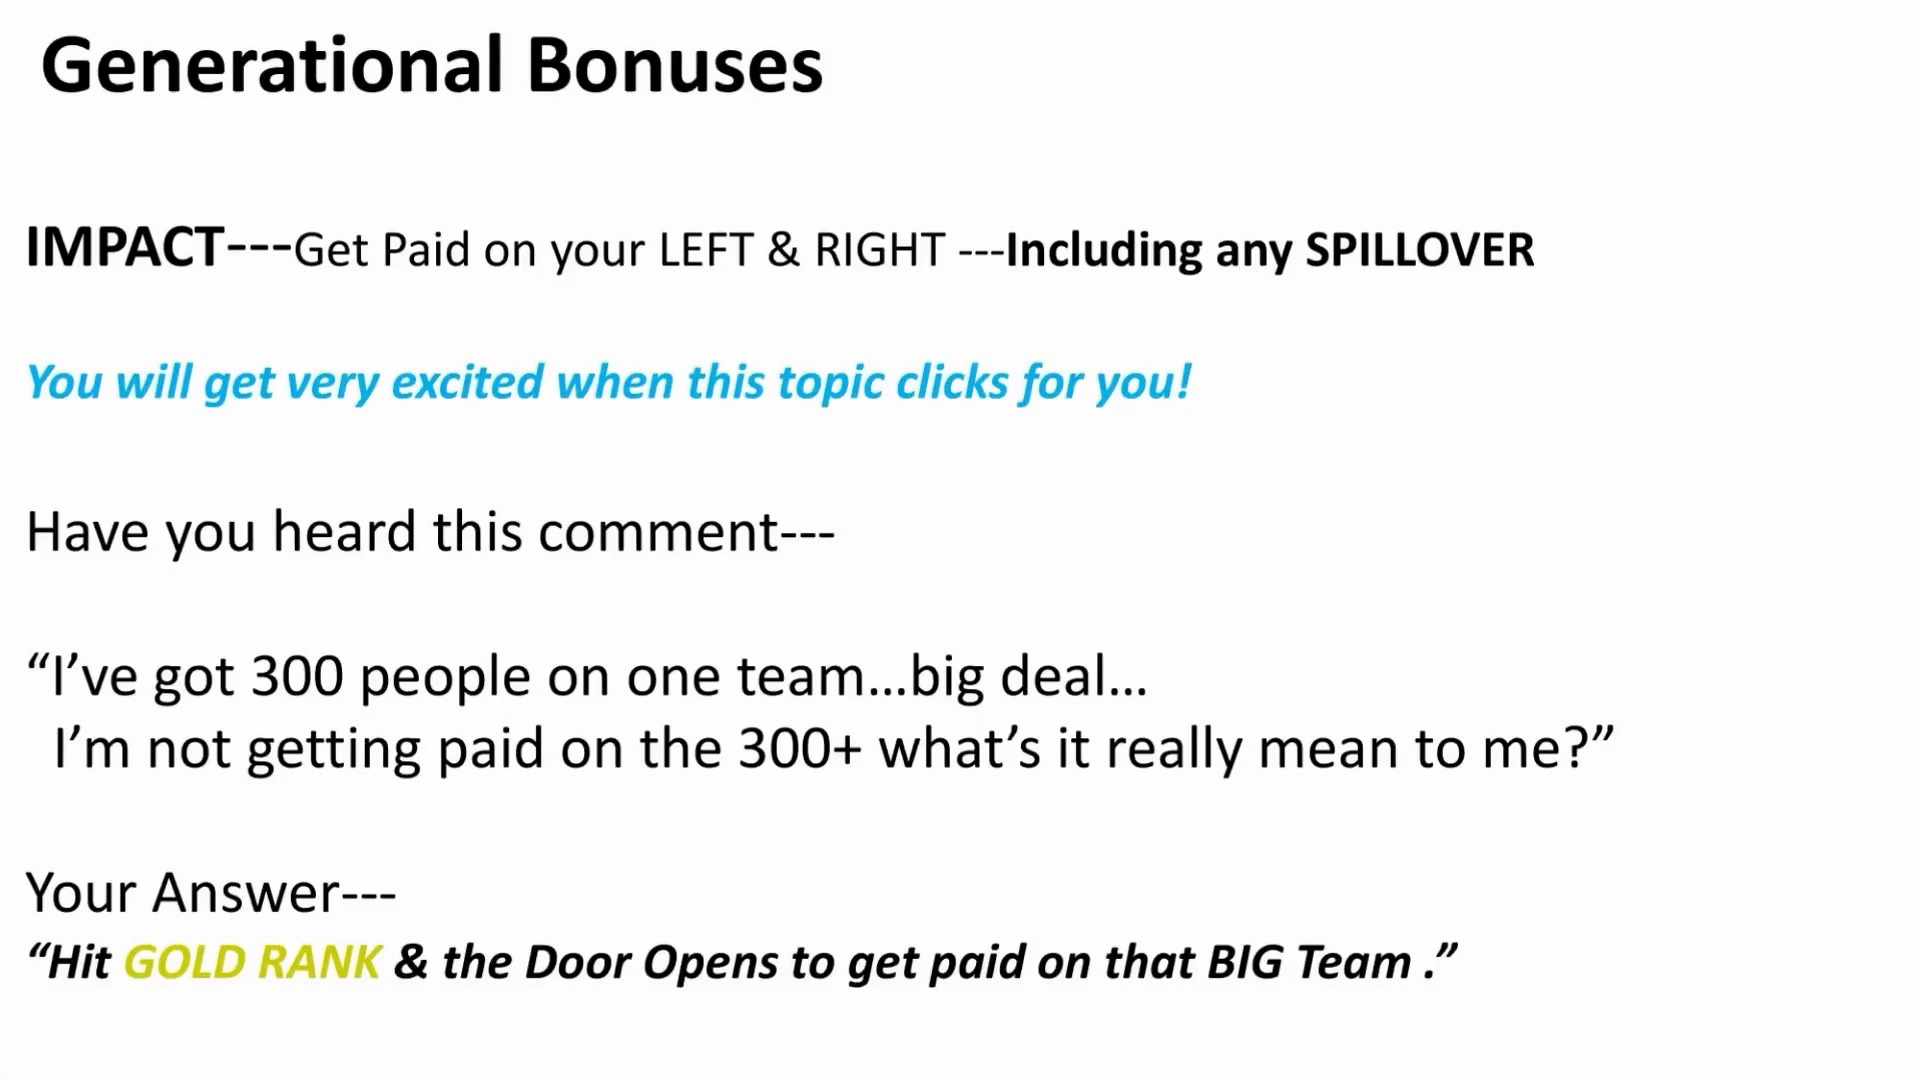 Generational Bonuses
IMPACT---Get Paid on your LEFT & RIGHT ---Including any SPILLOVER
You will get very excited when this topic clicks for you!
Have you heard this comment---
“I’ve got 300 people on one team…big deal…
I’m not getting paid on the 300+ what’s it really mean to me?”
Your Answer---
“Hit GOLD RANK & the Door Opens to get paid on that BIG Team .”